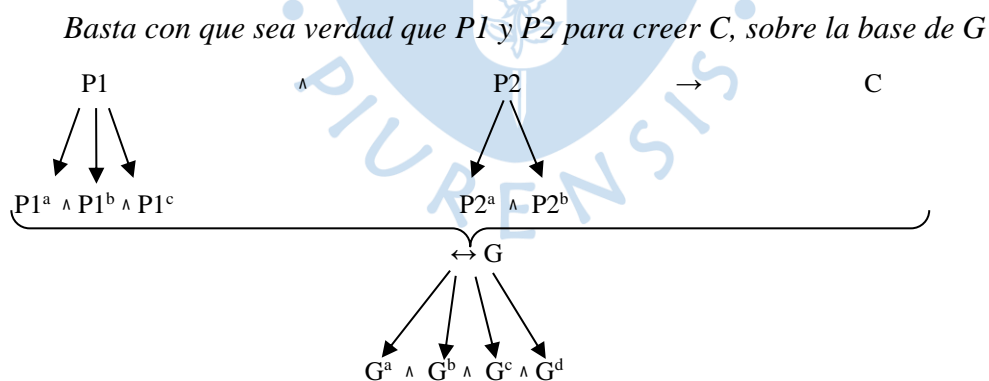 Basta con que sea verdad que P1 y P2 para creer C, sobre la base de G
P1 ∧ P2 → C
P1ᵃ ∧ P1ᵇ ∧ P1ᶜ P2ᵃ ∧ P2ᵇ
↔ G
Gᵃ ∧ Gᵇ ∧ Gᶜ ∧ Gᵈ
PIURENSIS